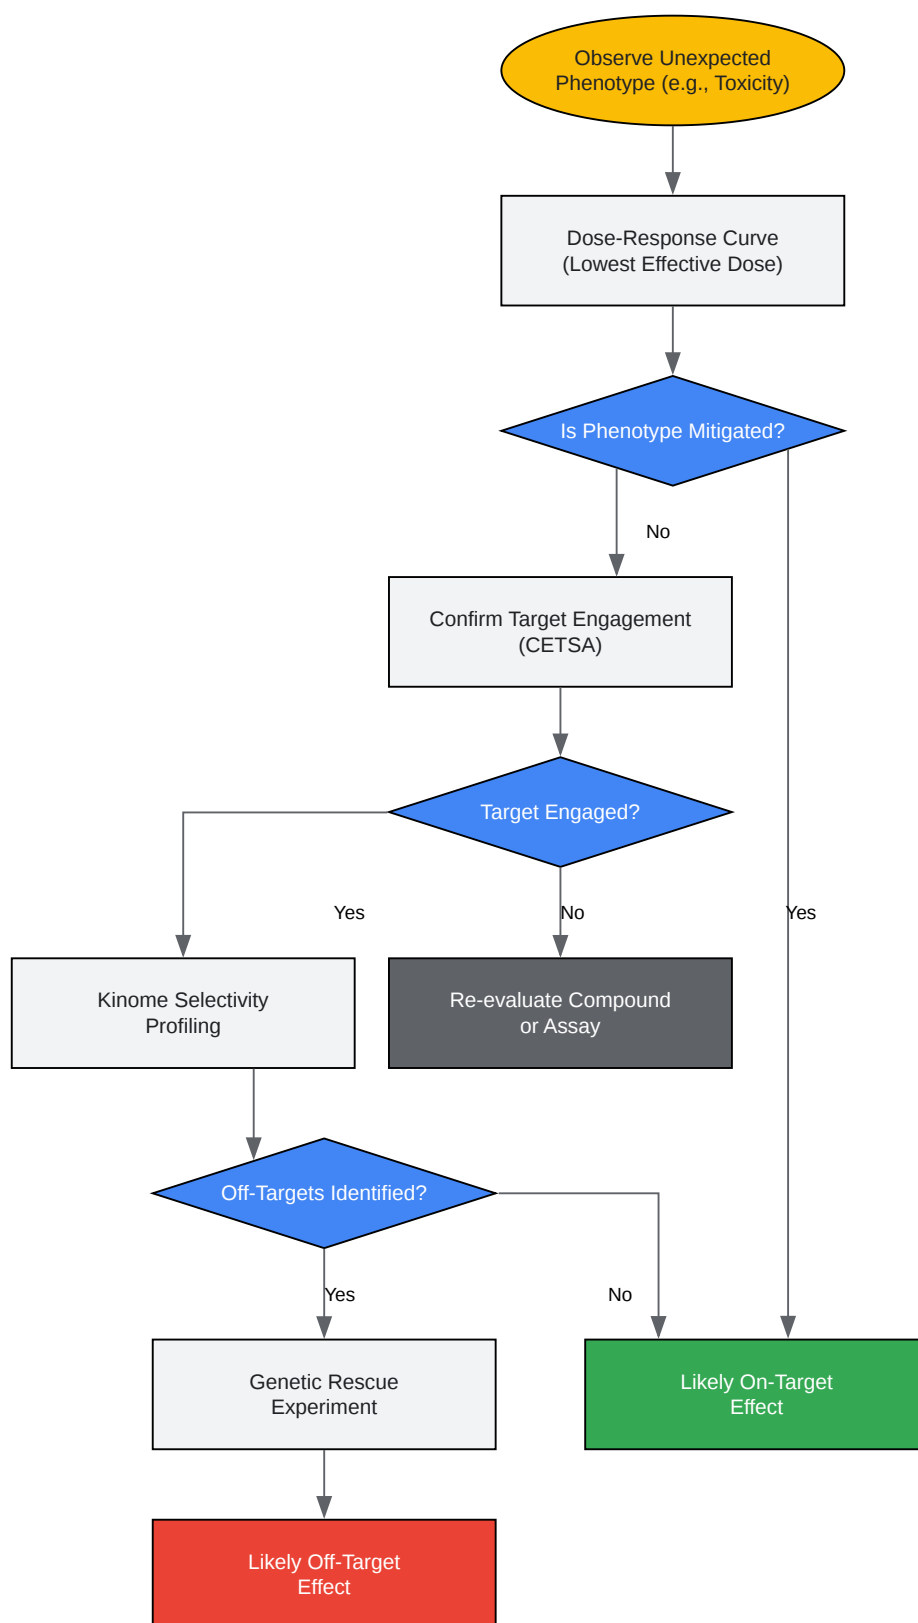 Observe Unexpected
Phenotype (e.g., Toxicity)
Dose-Response Curve
(Lowest Effective Dose)
Is Phenotype Mitigated?
No
Confirm Target Engagement
(CETSA)
Target Engaged?
Yes
No
Yes
Kinome Selectivity
Profiling
Re-evaluate Compound
or Assay
Off-Targets Identified?
Yes
No
Genetic Rescue
Experiment
Likely On-Target
Effect
Likely Off-Target
Effect